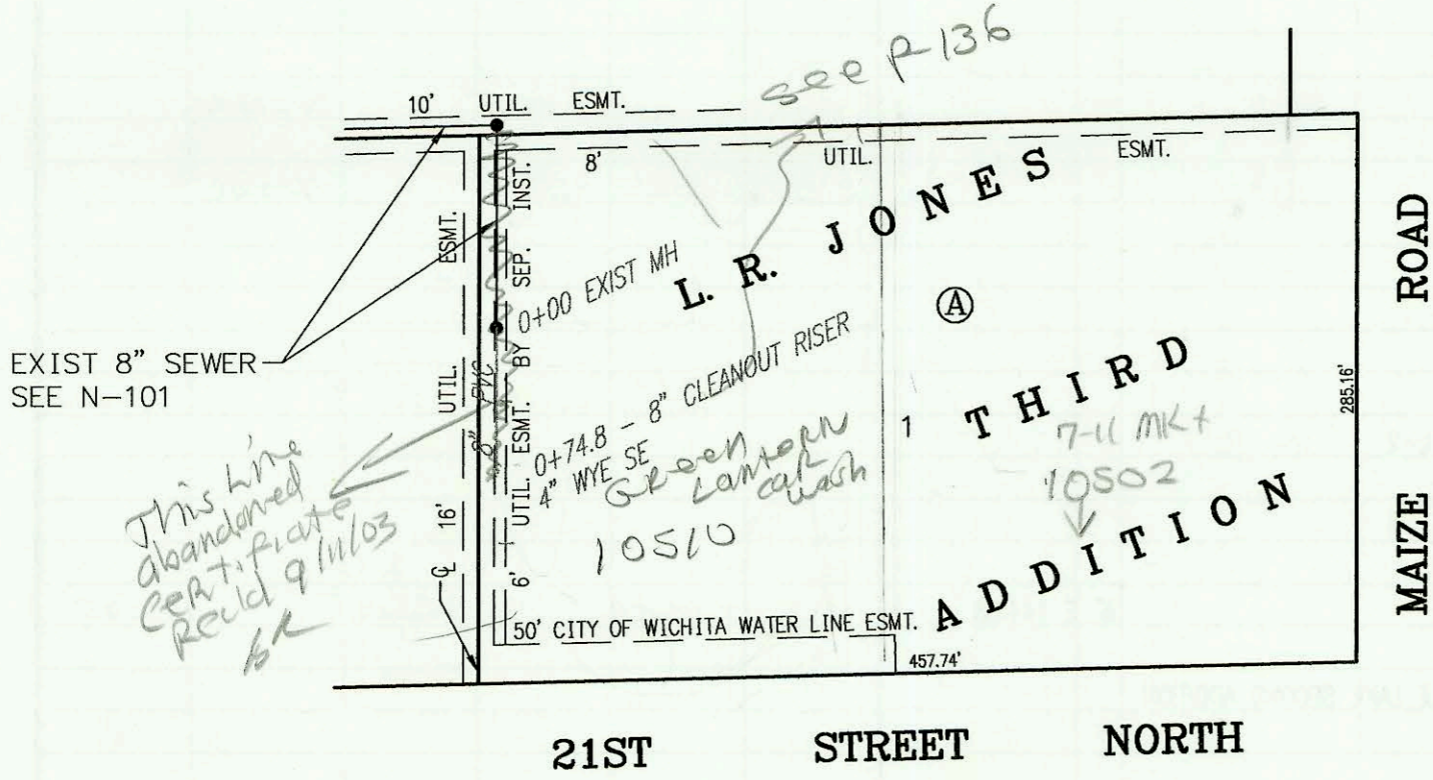 see P-136
10' UTIL. ESMT.
8' UTIL. ESMT.
L. R. JONES
THIRD
ADDITION
Ⓐ
1
UTIL. ESMT.
UTIL. ESMT. BY SEP. INST.
0+00 EXIST MH
0+74.8 - 8" CLEANOUT RISER
4" WYE SE
8" PVC
EXIST 8" SEWER
SEE N-101
This Line
abandoned
certificate
Rec'd 9/11/03
Green
Lantern
car
wash
10510
7-11 MKt
10502
℄
16'
6'
50' CITY OF WICHITA WATER LINE ESMT.
457.74'
285.16'
MAIZE ROAD
21ST STREET NORTH